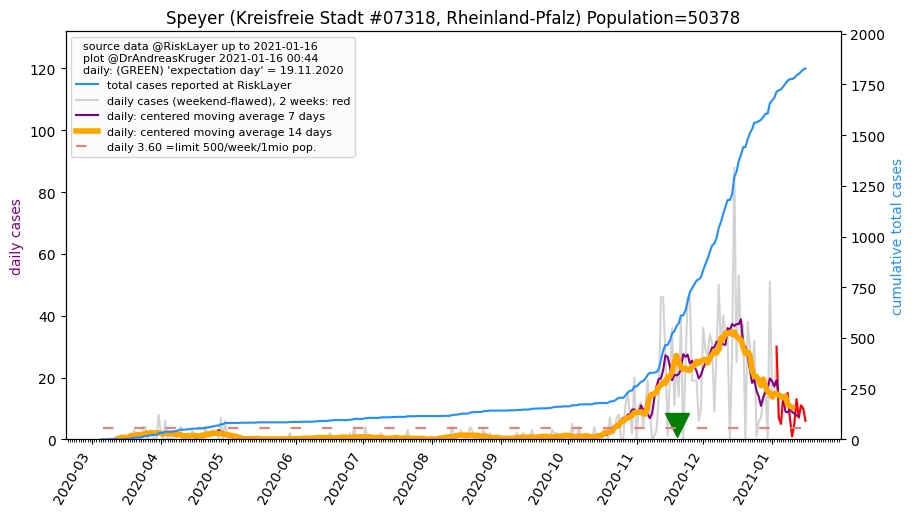 Speyer (Kreisfreie Stadt #07318, Rheinland-Pfalz) Population=50378
source data @RiskLayer up to 2021-01-16
plot @DrAndreasKruger 2021-01-16 00:44
daily: (GREEN) 'expectation day' = 19.11.2020
total cases reported at RiskLayer
daily cases (weekend-flawed), 2 weeks: red
daily: centered moving average 7 days
daily: centered moving average 14 days
daily 3.60 =limit 500/week/1mio pop.
daily cases
120
100
80
60
40
20
0
cumulative total cases
2000
1750
1500
1250
1000
750
500
250
0
2020-03
2020-04
2020-05
2020-06
2020-07
2020-08
2020-09
2020-10
2020-11
2020-12
2021-01